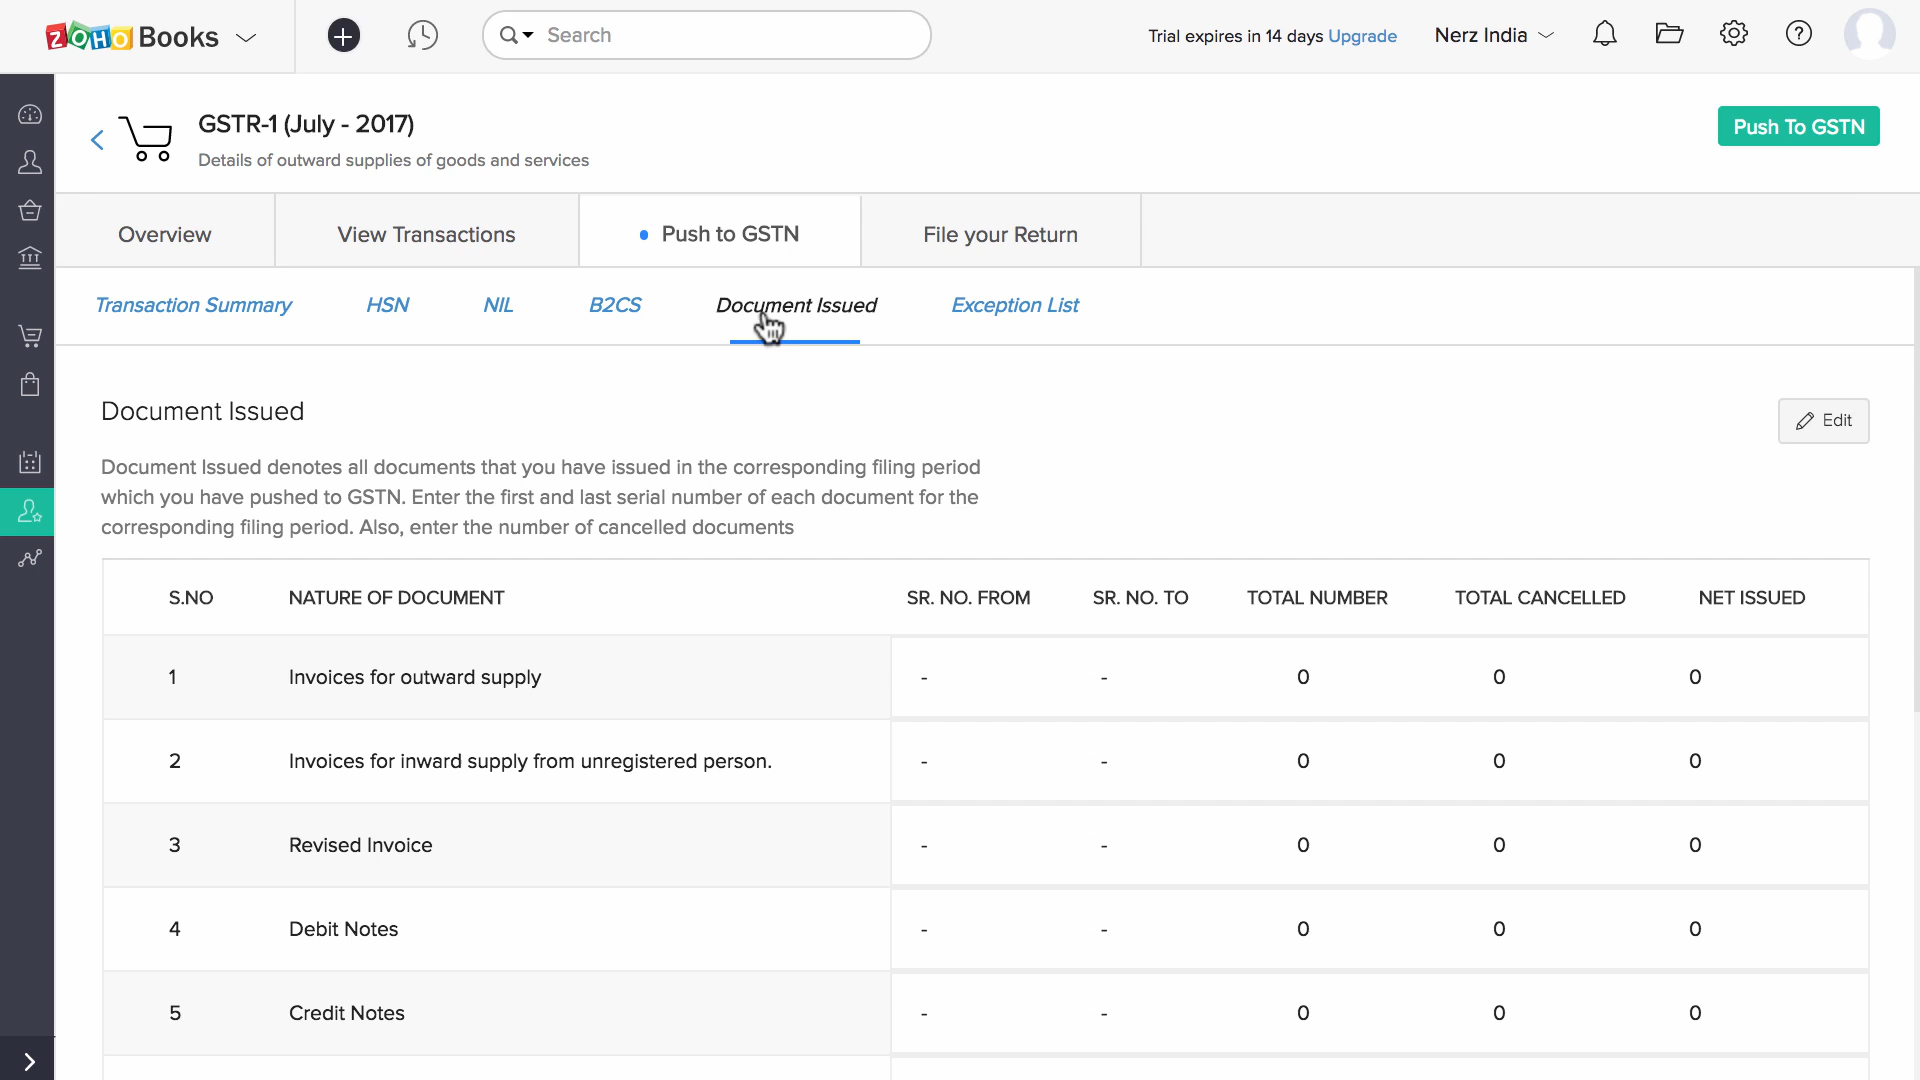 ZOHO Books
Search
Trial expires in 14 days Upgrade
Nerz India
GSTR-1 (July - 2017)
Details of outward supplies of goods and services
Push To GSTN
Overview
View Transactions
Push to GSTN
File your Return
Transaction Summary
HSN
NIL
B2CS
Document Issued
Exception List
Document Issued
Edit
Document Issued denotes all documents that you have issued in the corresponding filing period
which you have pushed to GSTN. Enter the first and last serial number of each document for the
corresponding filing period. Also, enter the number of cancelled documents
S.NO NATURE OF DOCUMENT SR. NO. FROM SR. NO. TO TOTAL NUMBER TOTAL CANCELLED NET ISSUED
1 Invoices for outward supply - - 0 0 0
2 Invoices for inward supply from unregistered person. - - 0 0 0
3 Revised Invoice - - 0 0 0
4 Debit Notes - - 0 0 0
5 Credit Notes - - 0 0 0